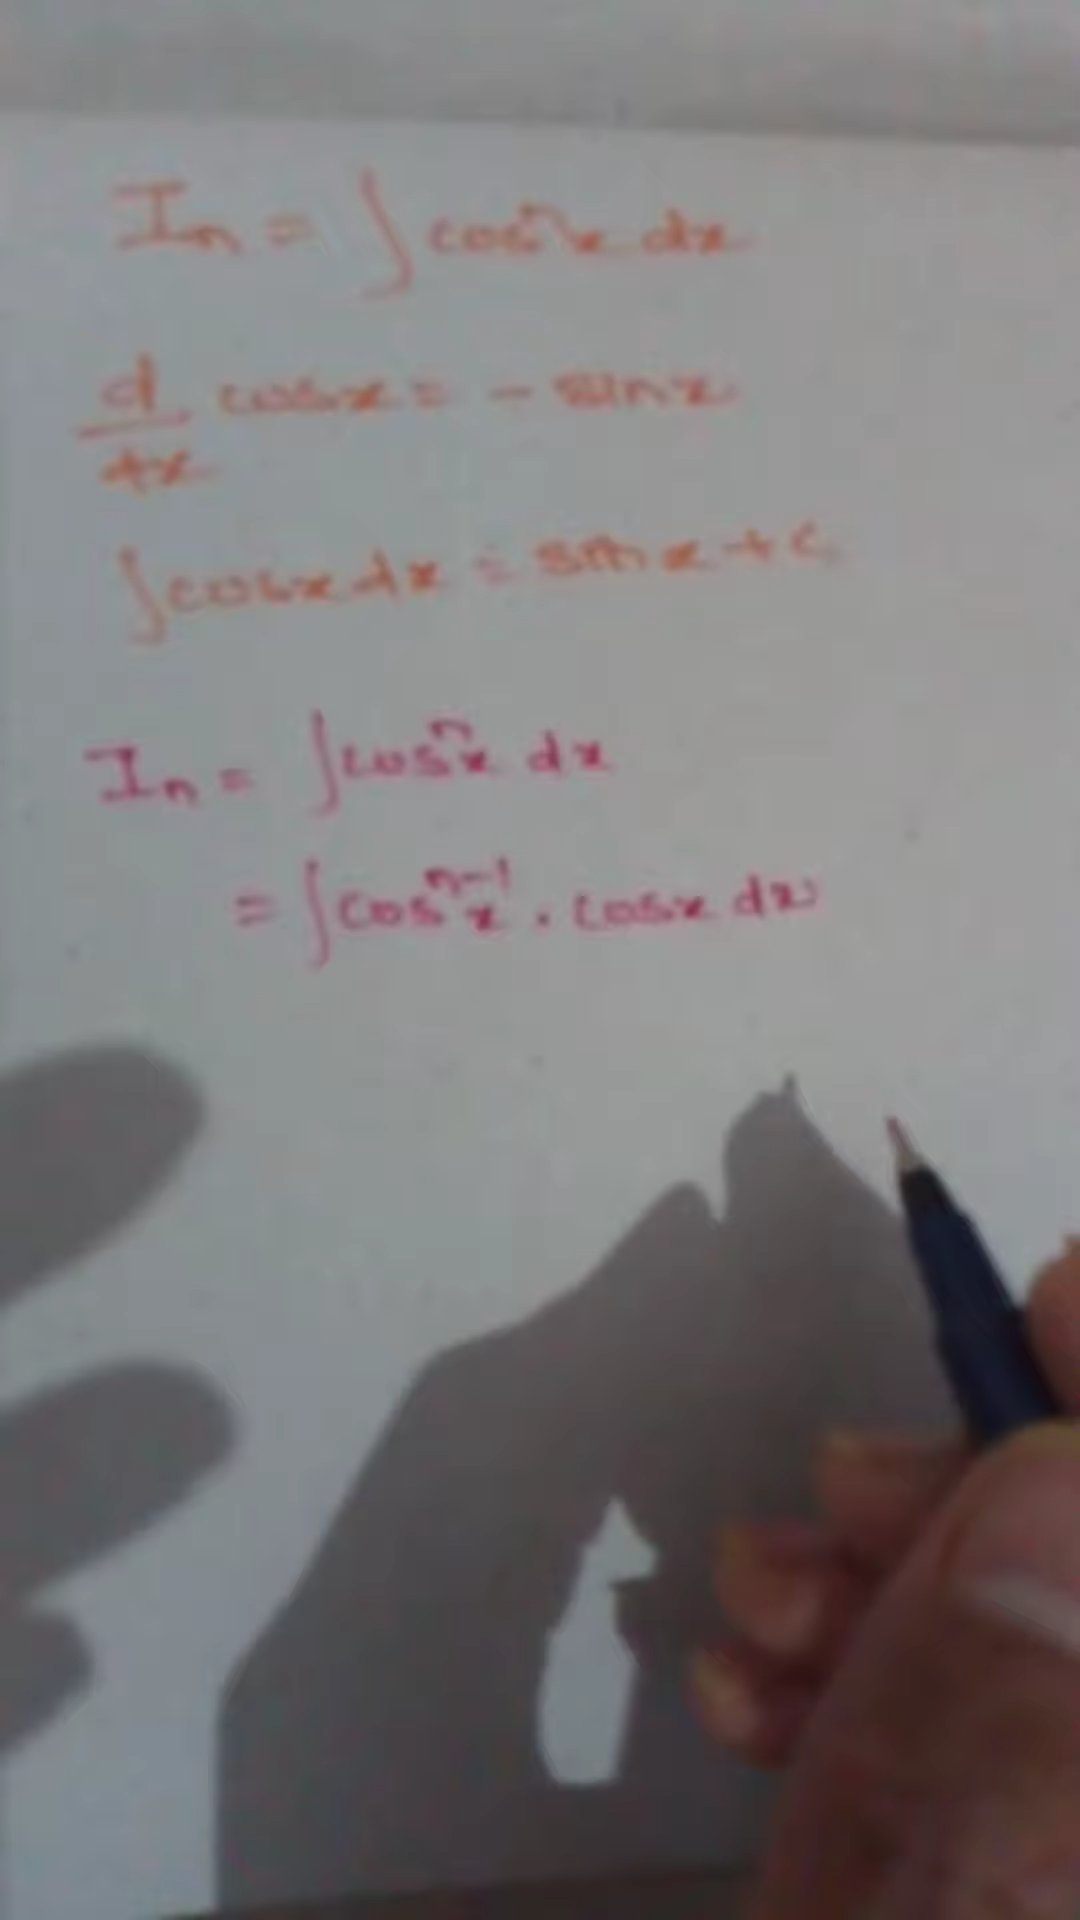 Iₙ = ∫ cosⁿx dx
d/dx cosx = - sinx
∫cosx dx = sinx + c
Iₙ = ∫cosⁿx dx
= ∫cosⁿ⁻¹x . cosx dx